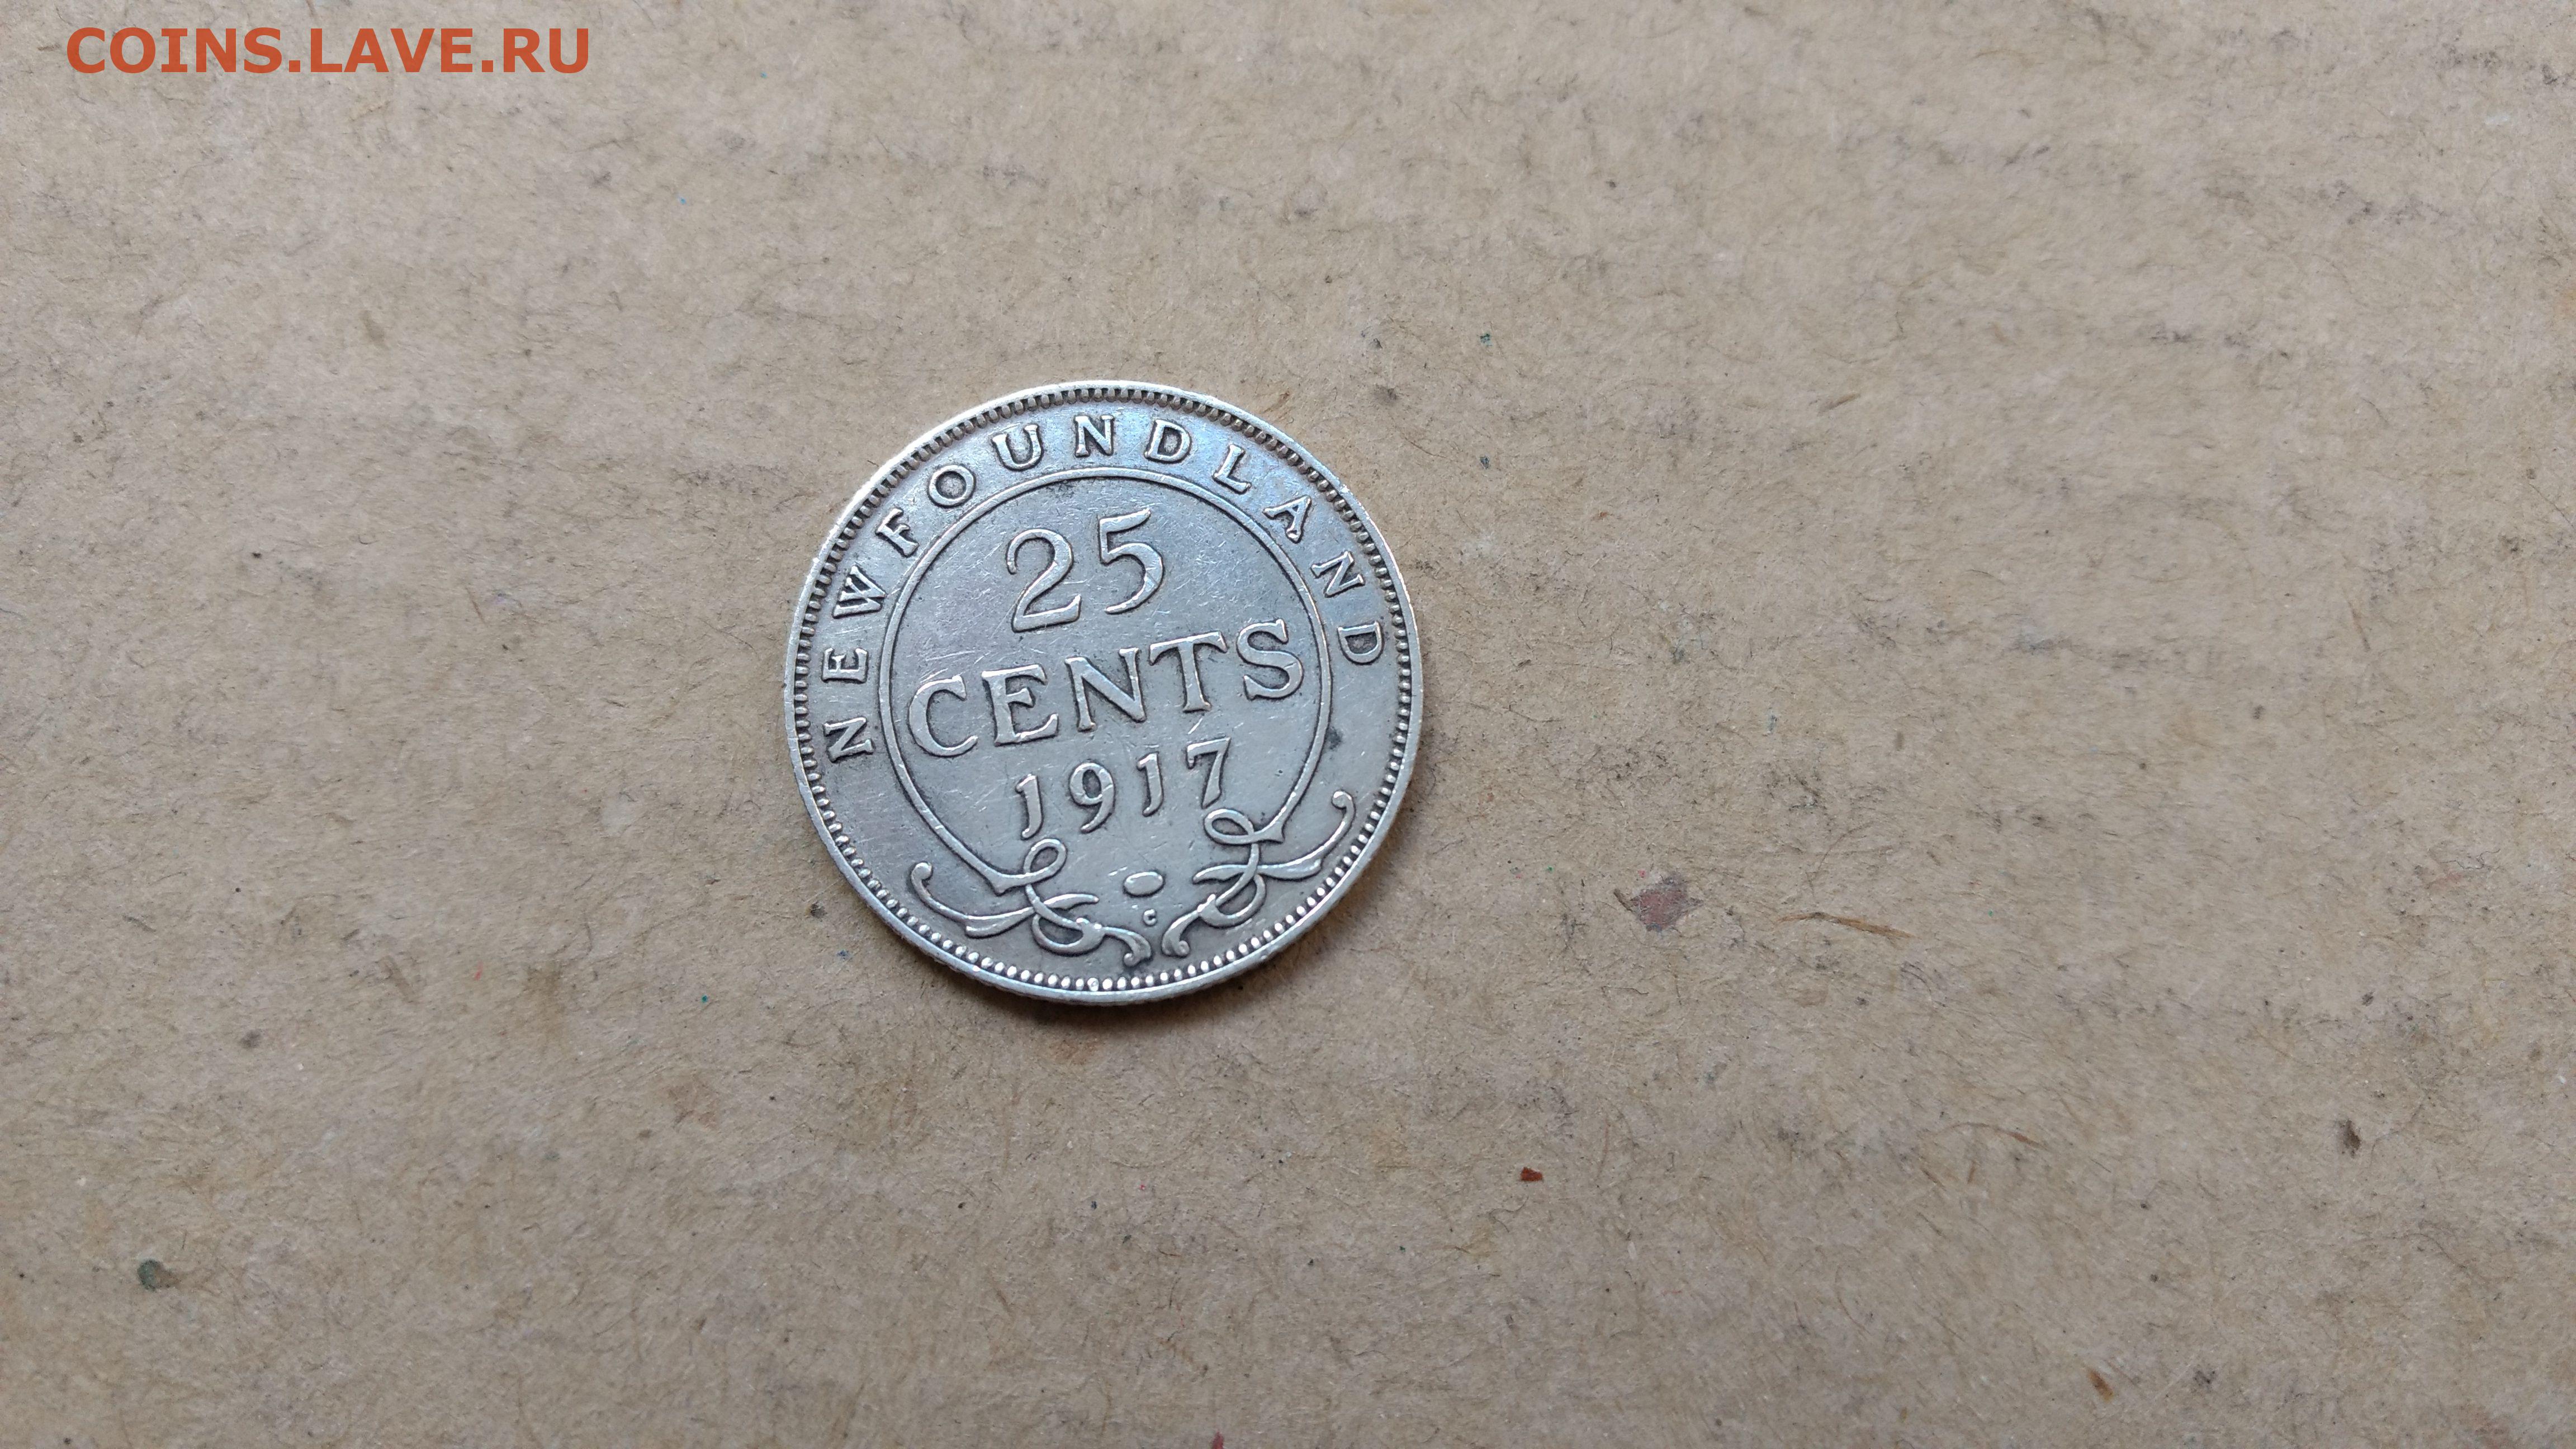 COINS.LAVE.RU
NEWFOUNDLAND
25
CENTS
1917
C